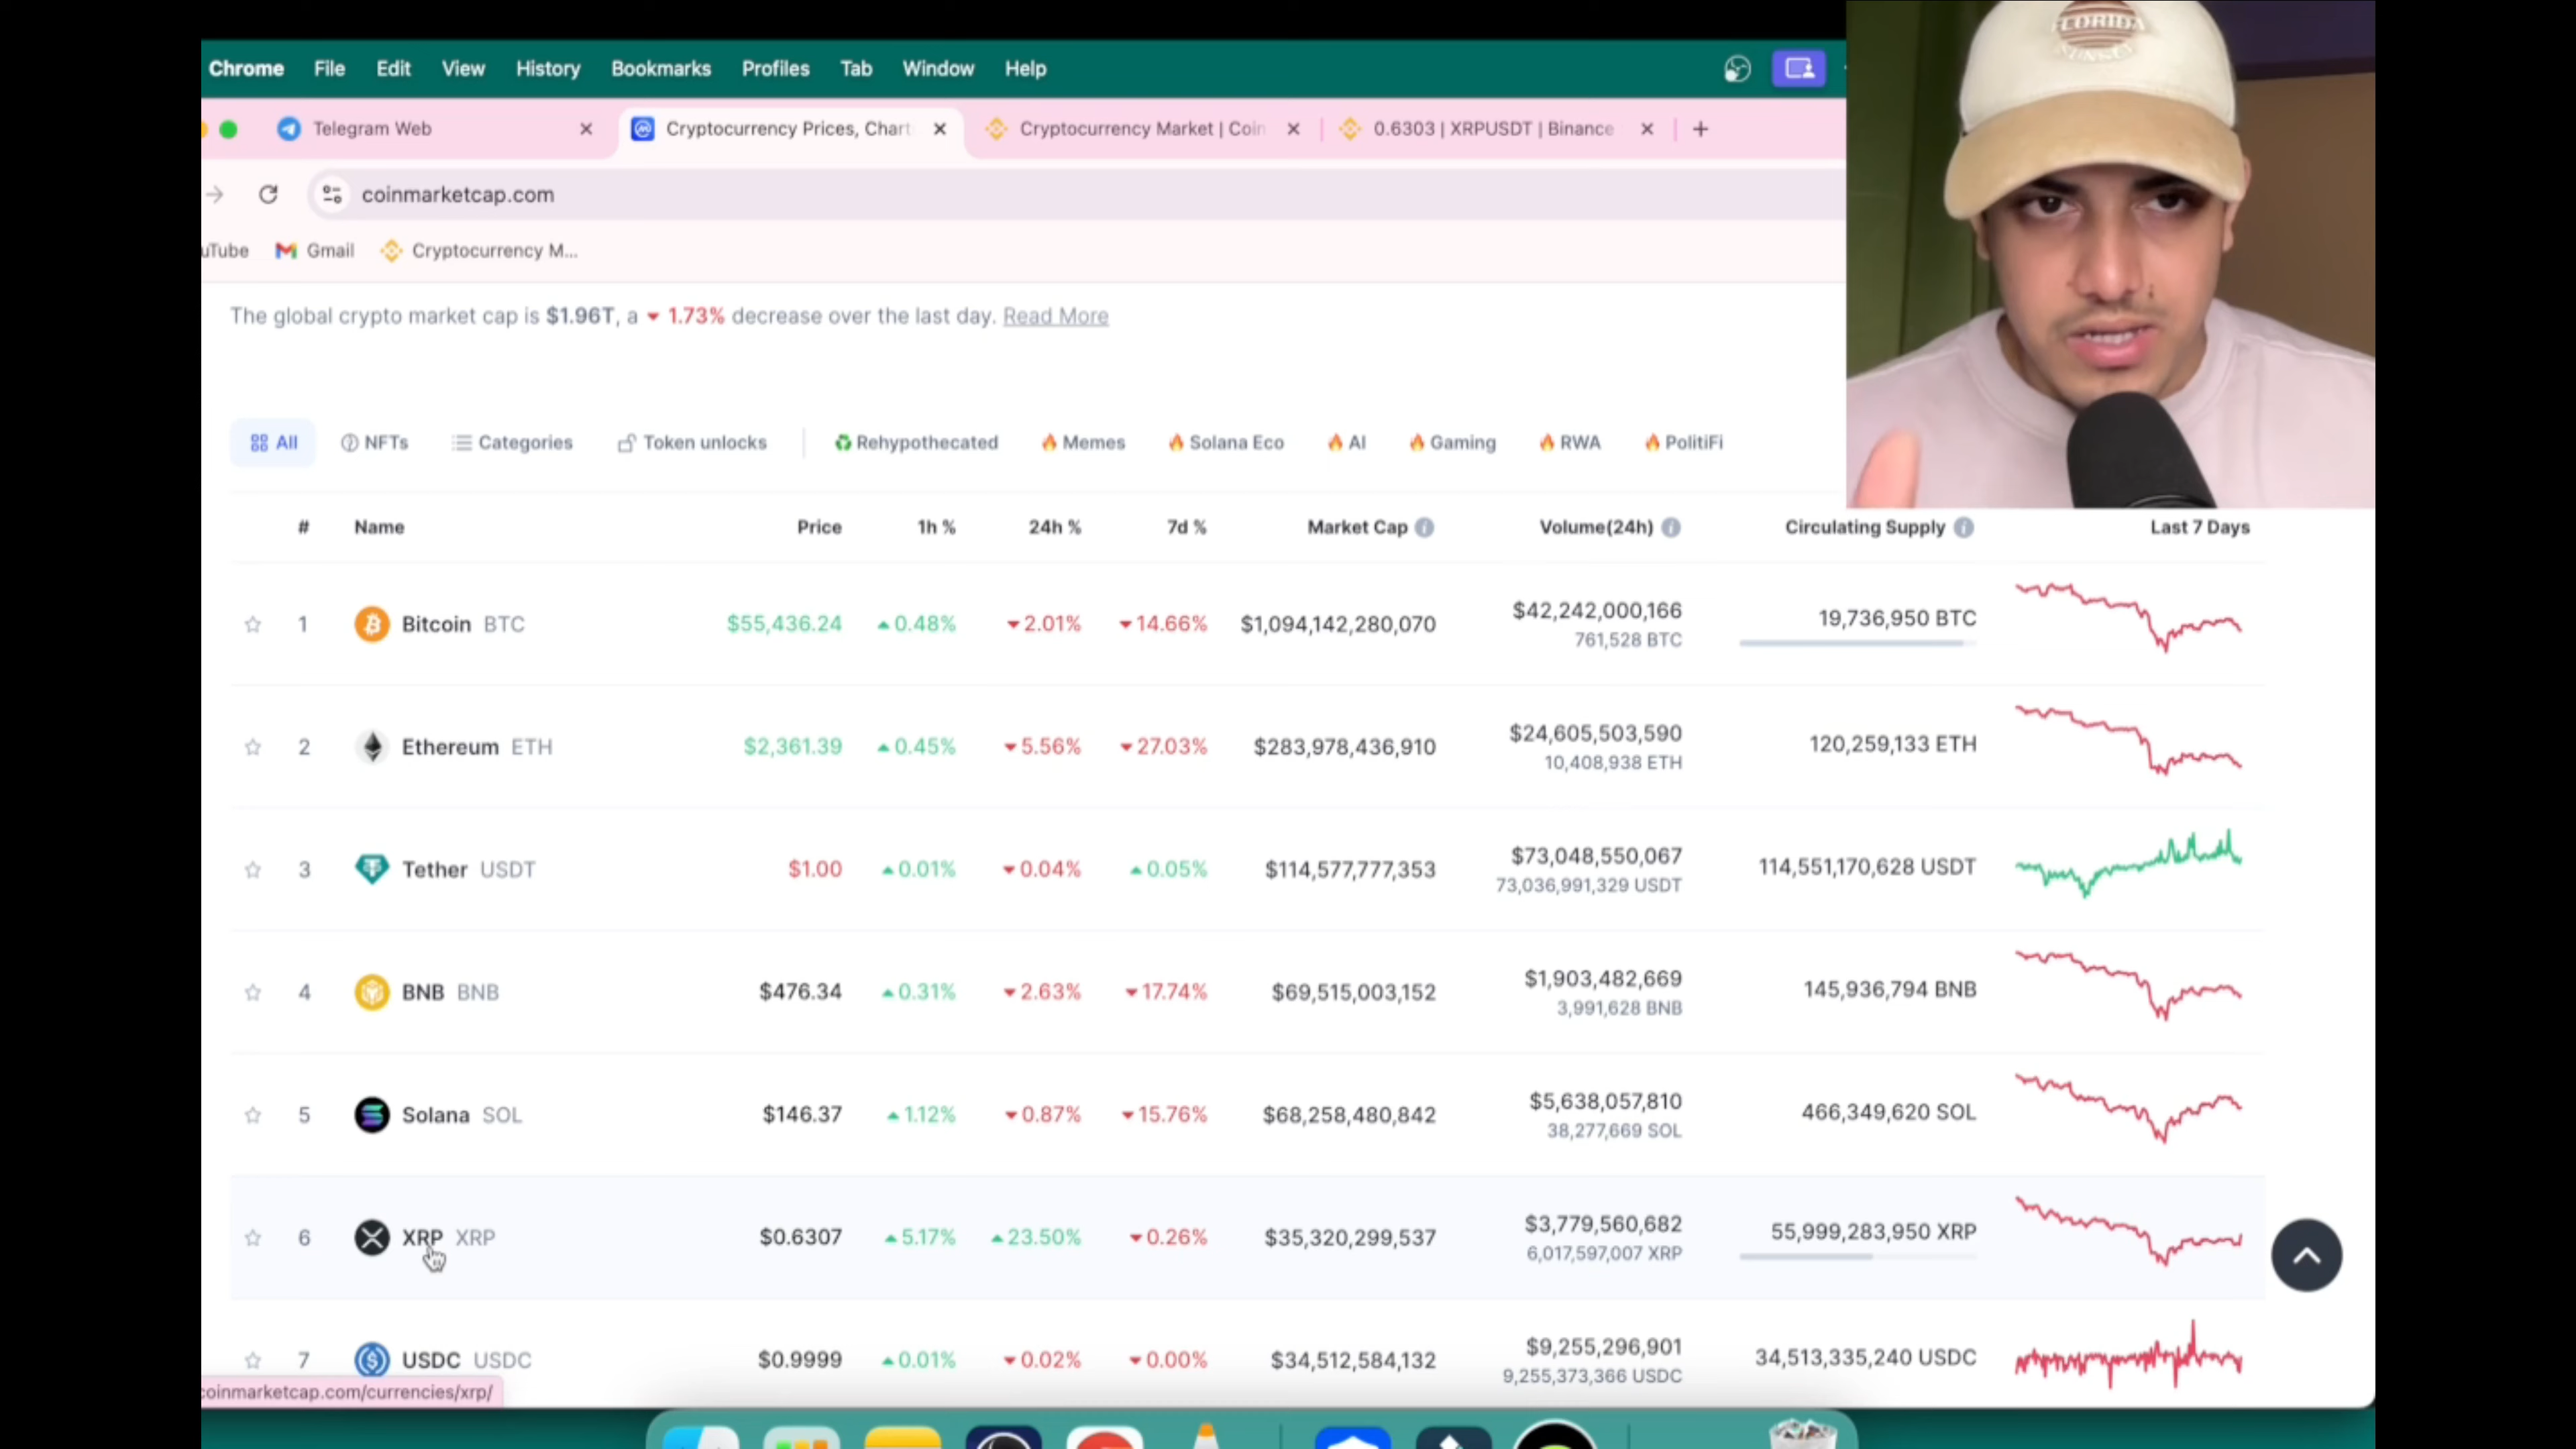 Chrome File Edit View History Bookmarks Profiles Tab Window Help
FLORIDA
SUNSET
Telegram Web Cryptocurrency Prices, Chart Cryptocurrency Market | Coin 0.6303 | XRPUSDT | Binance
coinmarketcap.com
uTube Gmail Cryptocurrency M...
The global crypto market cap is $1.96T, a 1.73% decrease over the last day. Read More
All NFTs Categories Token unlocks Rehypothecated Memes Solana Eco AI Gaming RWA PolitiFi
# Name Price 1h % 24h % 7d % Market Cap Volume(24h) Circulating Supply Last 7 Days
1 Bitcoin BTC $55,436.24 0.48% 2.01% 14.66% $1,094,142,280,070 $42,242,000,166 19,736,950 BTC
761,528 BTC
2 Ethereum ETH $2,361.39 0.45% 5.56% 27.03% $283,978,436,910 $24,605,503,590 120,259,133 ETH
10,408,938 ETH
3 Tether USDT $1.00 0.01% 0.04% 0.05% $114,577,777,353 $73,048,550,067 114,551,170,628 USDT
73,036,991,329 USDT
4 BNB BNB $476.34 0.31% 2.63% 17.74% $69,515,003,152 $1,903,482,669 145,936,794 BNB
3,991,628 BNB
5 Solana SOL $146.37 1.12% 0.87% 15.76% $68,258,480,842 $5,638,057,810 466,349,620 SOL
38,277,669 SOL
6 XRP XRP $0.6307 5.17% 23.50% 0.26% $35,320,299,537 $3,779,560,682 55,999,283,950 XRP
6,017,597,007 XRP
7 USDC USDC $0.9999 0.01% 0.02% 0.00% $34,512,584,132 $9,255,296,901 34,513,335,240 USDC
9,255,373,366 USDC
coinmarketcap.com/currencies/xrp/